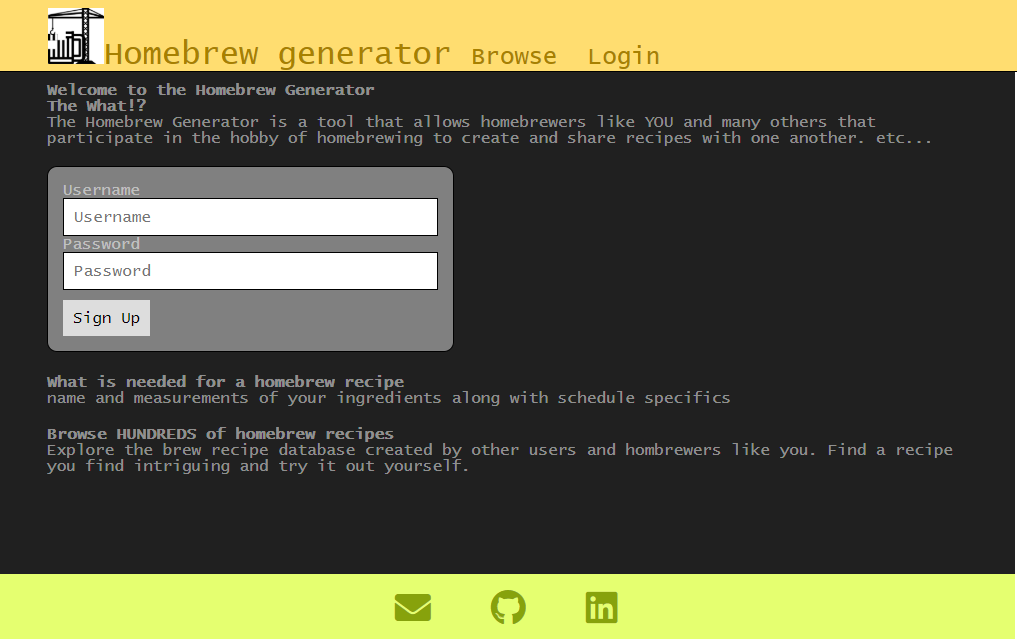 Homebrew generator Browse Login
Welcome to the Homebrew Generator
The What!?
The Homebrew Generator is a tool that allows homebrewers like YOU and many others that
participate in the hobby of homebrewing to create and share recipes with one another. etc...
Username
Username
Password
Password
Sign Up
What is needed for a homebrew recipe
name and measurements of your ingredients along with schedule specifics
Browse HUNDREDS of homebrew recipes
Explore the brew recipe database created by other users and hombrewers like you. Find a recipe
you find intriguing and try it out yourself.
in